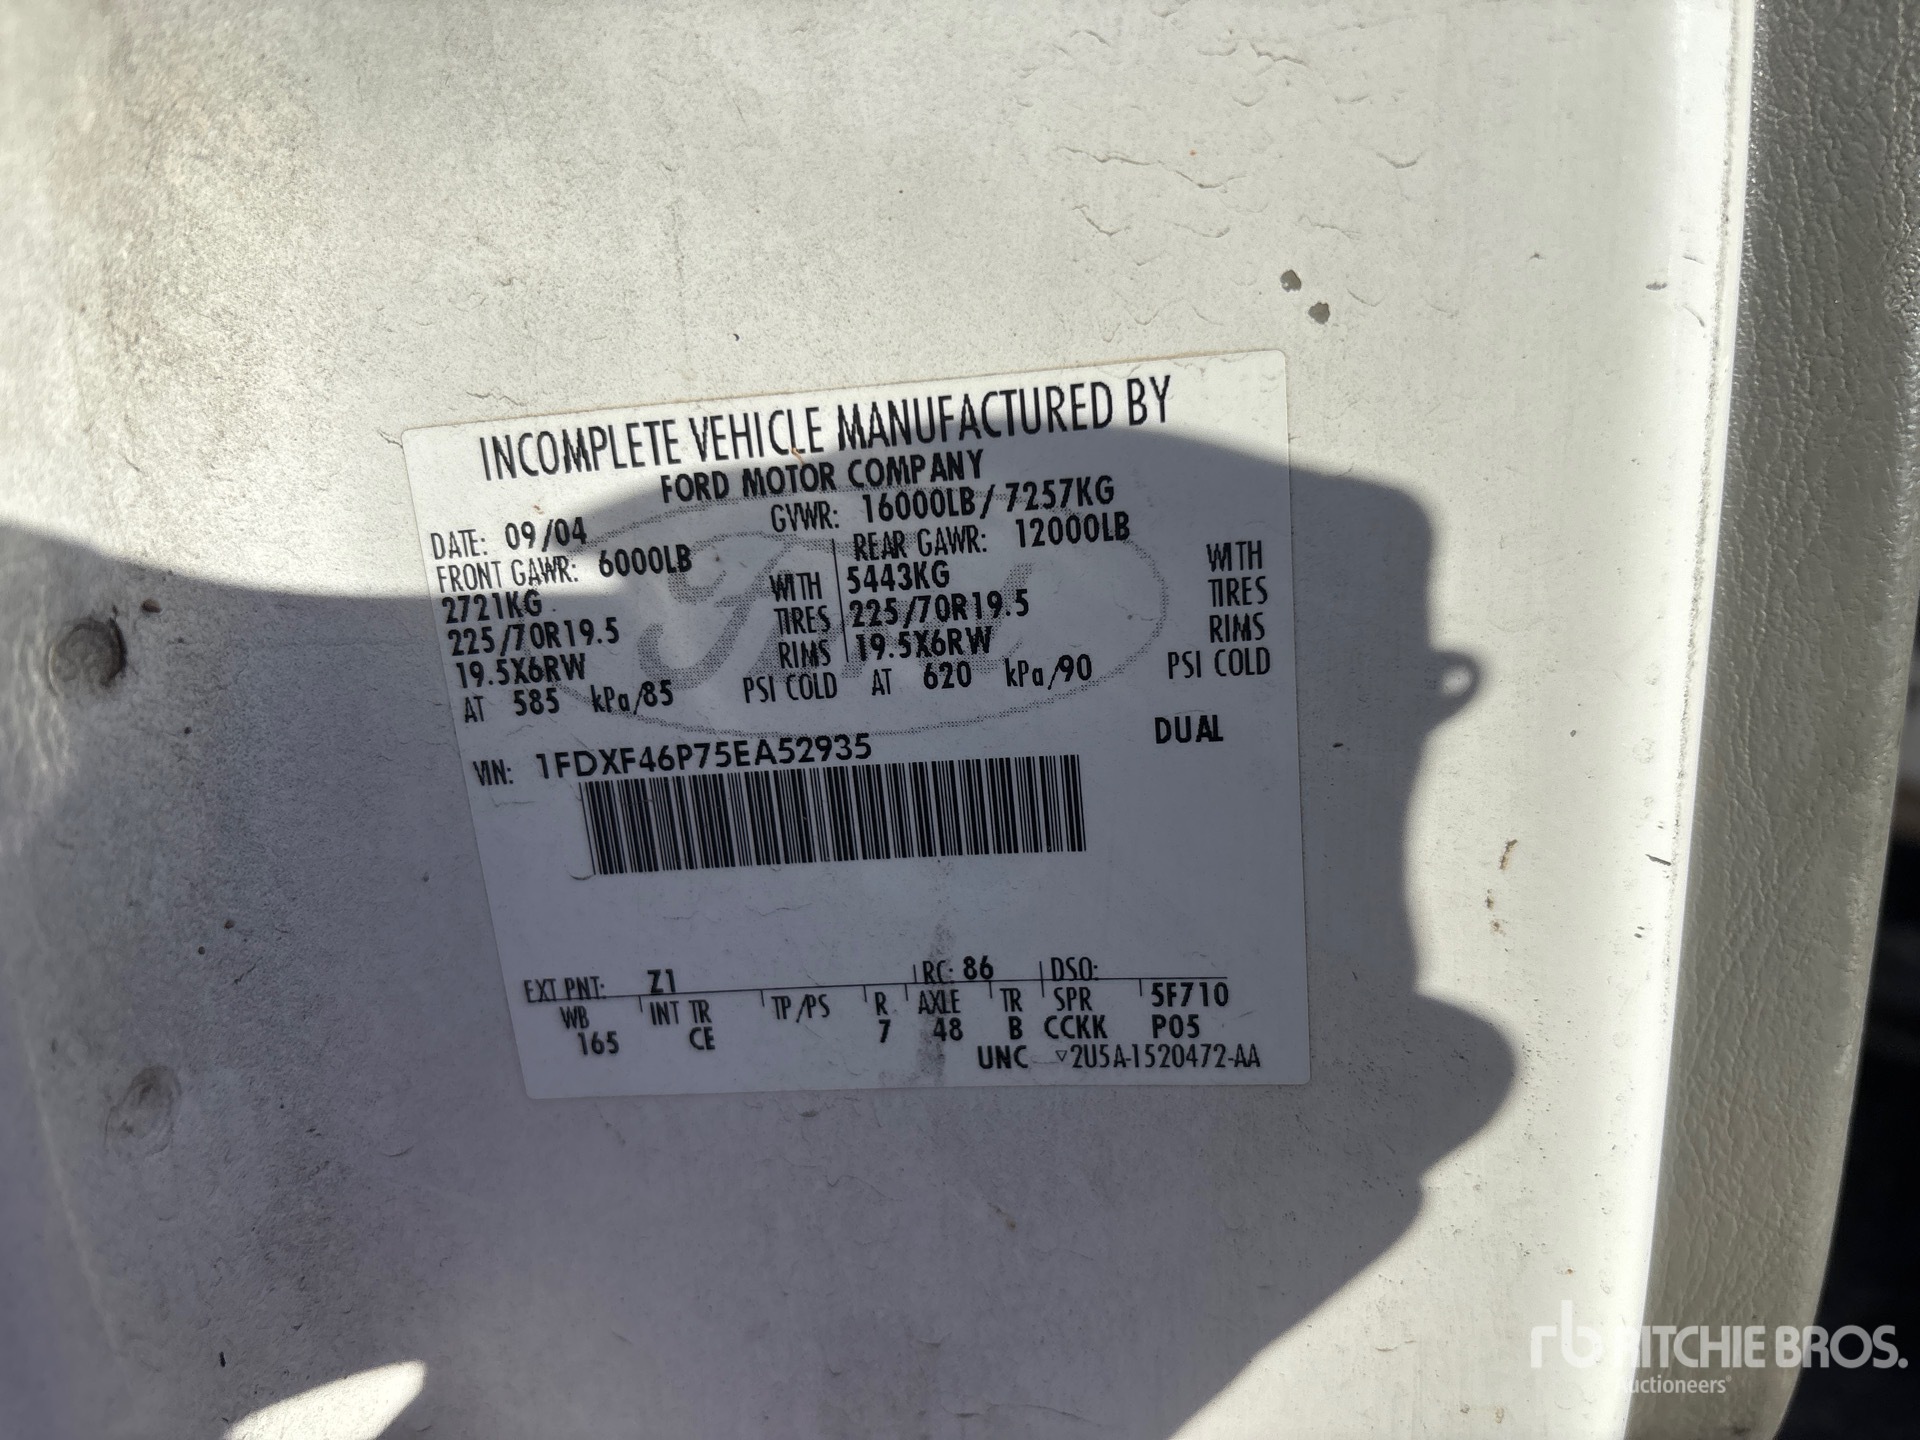 INCOMPLETE VEHICLE MANUFACTURED BY
FORD MOTOR COMPANY
DATE: 09/04 GVWR: 16000LB/7257KG
FRONT GAWR: 6000LB REAR GAWR: 12000LB
2721KG WITH 5443KG WITH
225/70R19.5 TIRES 225/70R19.5 TIRES
19.5X6RW RIMS 19.5X6RW RIMS
AT 585 kPa/85 PSI COLD AT 620 kPa/90 PSI COLD
VIN: 1FDXF46P75EA52935 DUAL
EXT PNT: Z1 RC: 86 DSO:
WB INT TR TP/PS R AXLE TR SPR 5F710
165 CE 7 48 B CCKK P05
UNC ▽2U5A-1520472-AA
rb RITCHIE BROS.
Auctioneers